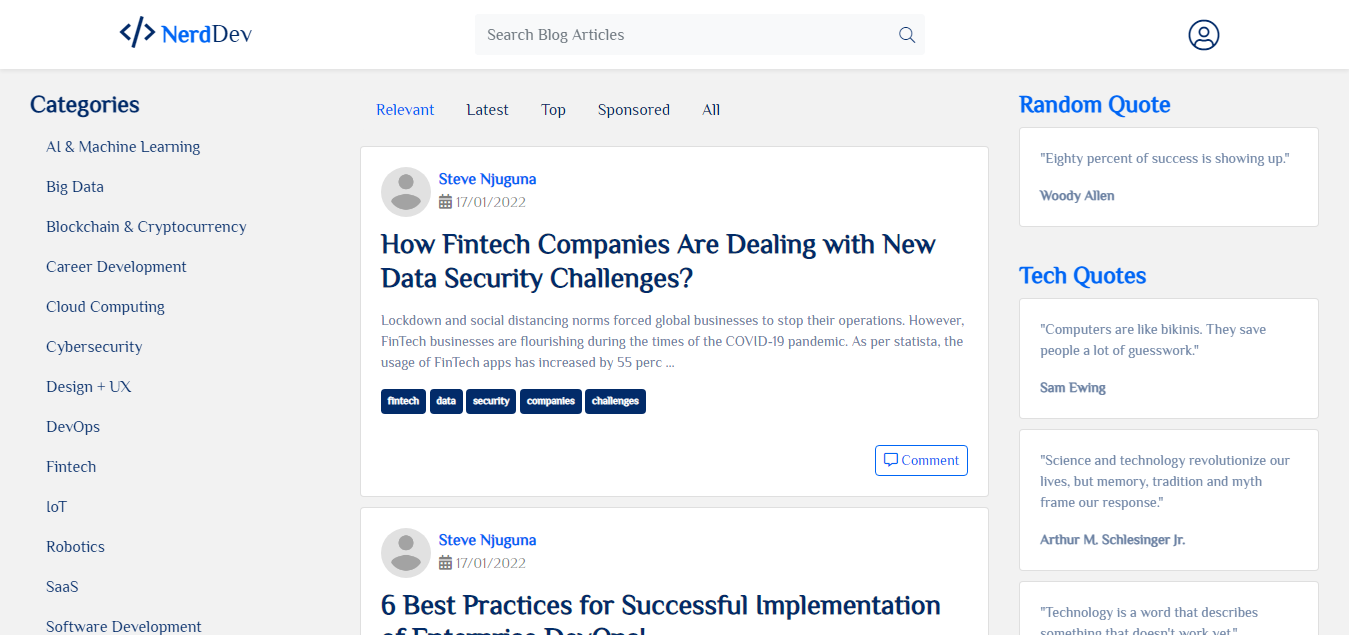 </> NerdDev
Search Blog Articles
Categories
AI & Machine Learning
Big Data
Blockchain & Cryptocurrency
Career Development
Cloud Computing
Cybersecurity
Design + UX
DevOps
Fintech
IoT
Robotics
SaaS
Software Development
Relevant Latest Top Sponsored All
Steve Njuguna
17/01/2022
How Fintech Companies Are Dealing with New
Data Security Challenges?
Lockdown and social distancing norms forced global businesses to stop their operations. However,
FinTech businesses are flourishing during the times of the COVID-19 pandemic. As per statista, the
usage of FinTech apps has increased by 55 perc ...
fintech data security companies challenges
Comment
Steve Njuguna
17/01/2022
6 Best Practices for Successful Implementation
of Enterprise DevOps!
Random Quote
"Eighty percent of success is showing up."
Woody Allen
Tech Quotes
"Computers are like bikinis. They save
people a lot of guesswork."
Sam Ewing
"Science and technology revolutionize our
lives, but memory, tradition and myth
frame our response."
Arthur M. Schlesinger Jr.
"Technology is a word that describes
something that doesn't work yet."